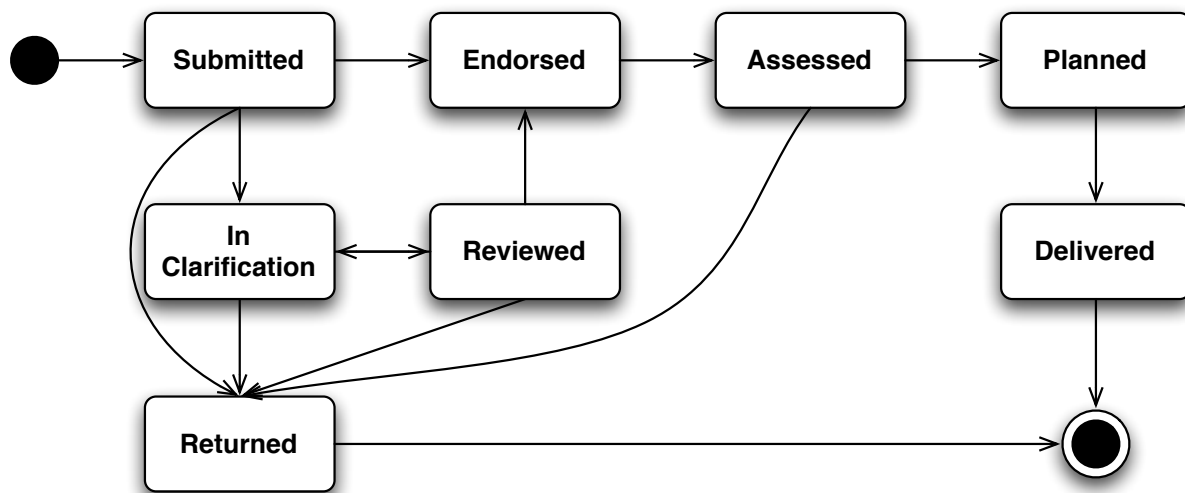 Submitted
Endorsed
Assessed
Planned
In
Clarification
Reviewed
Delivered
Returned